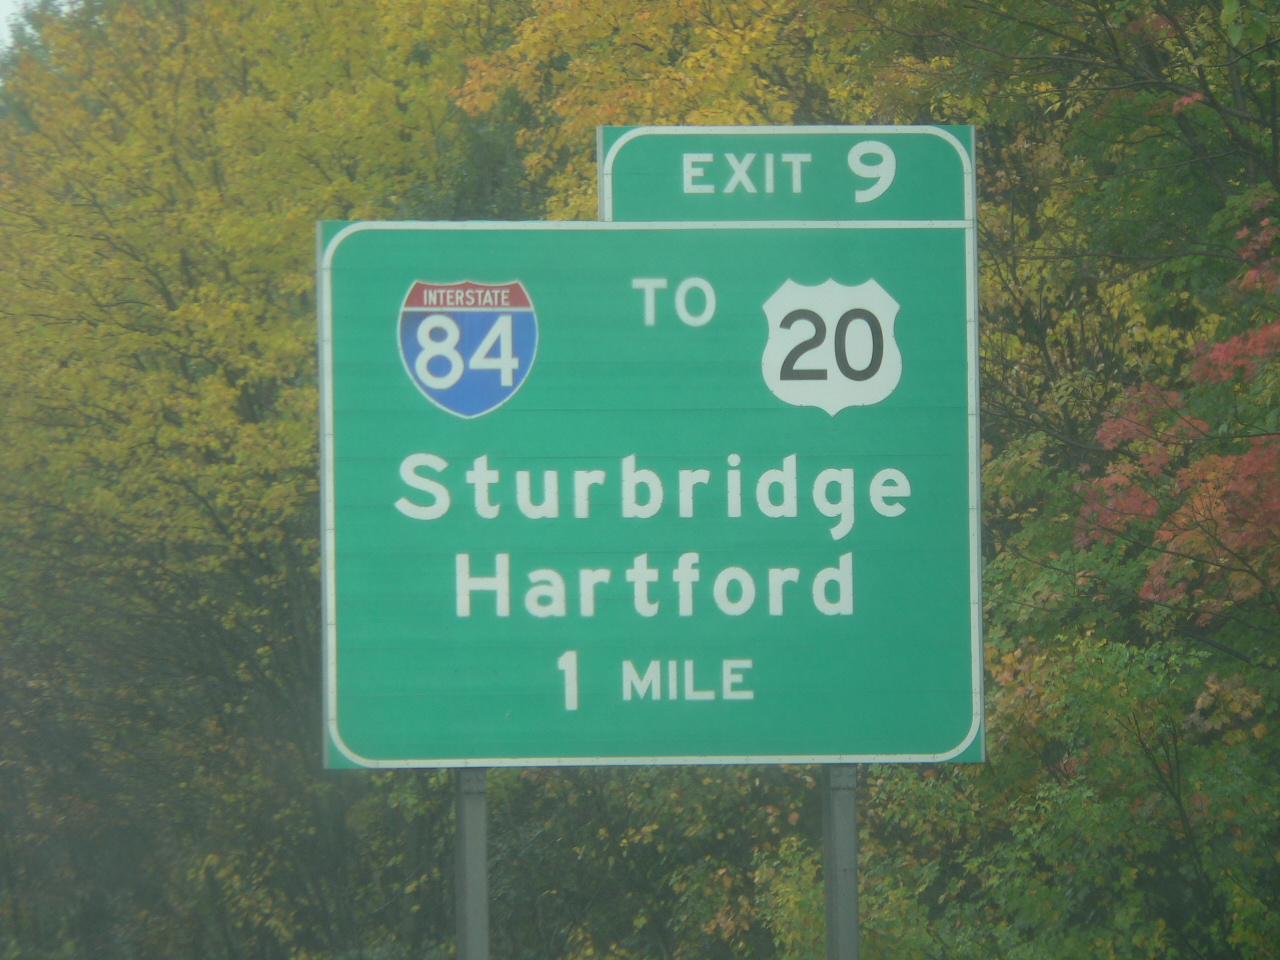 EXIT 9
INTERSTATE
84 TO 20
Sturbridge
Hartford
1 MILE